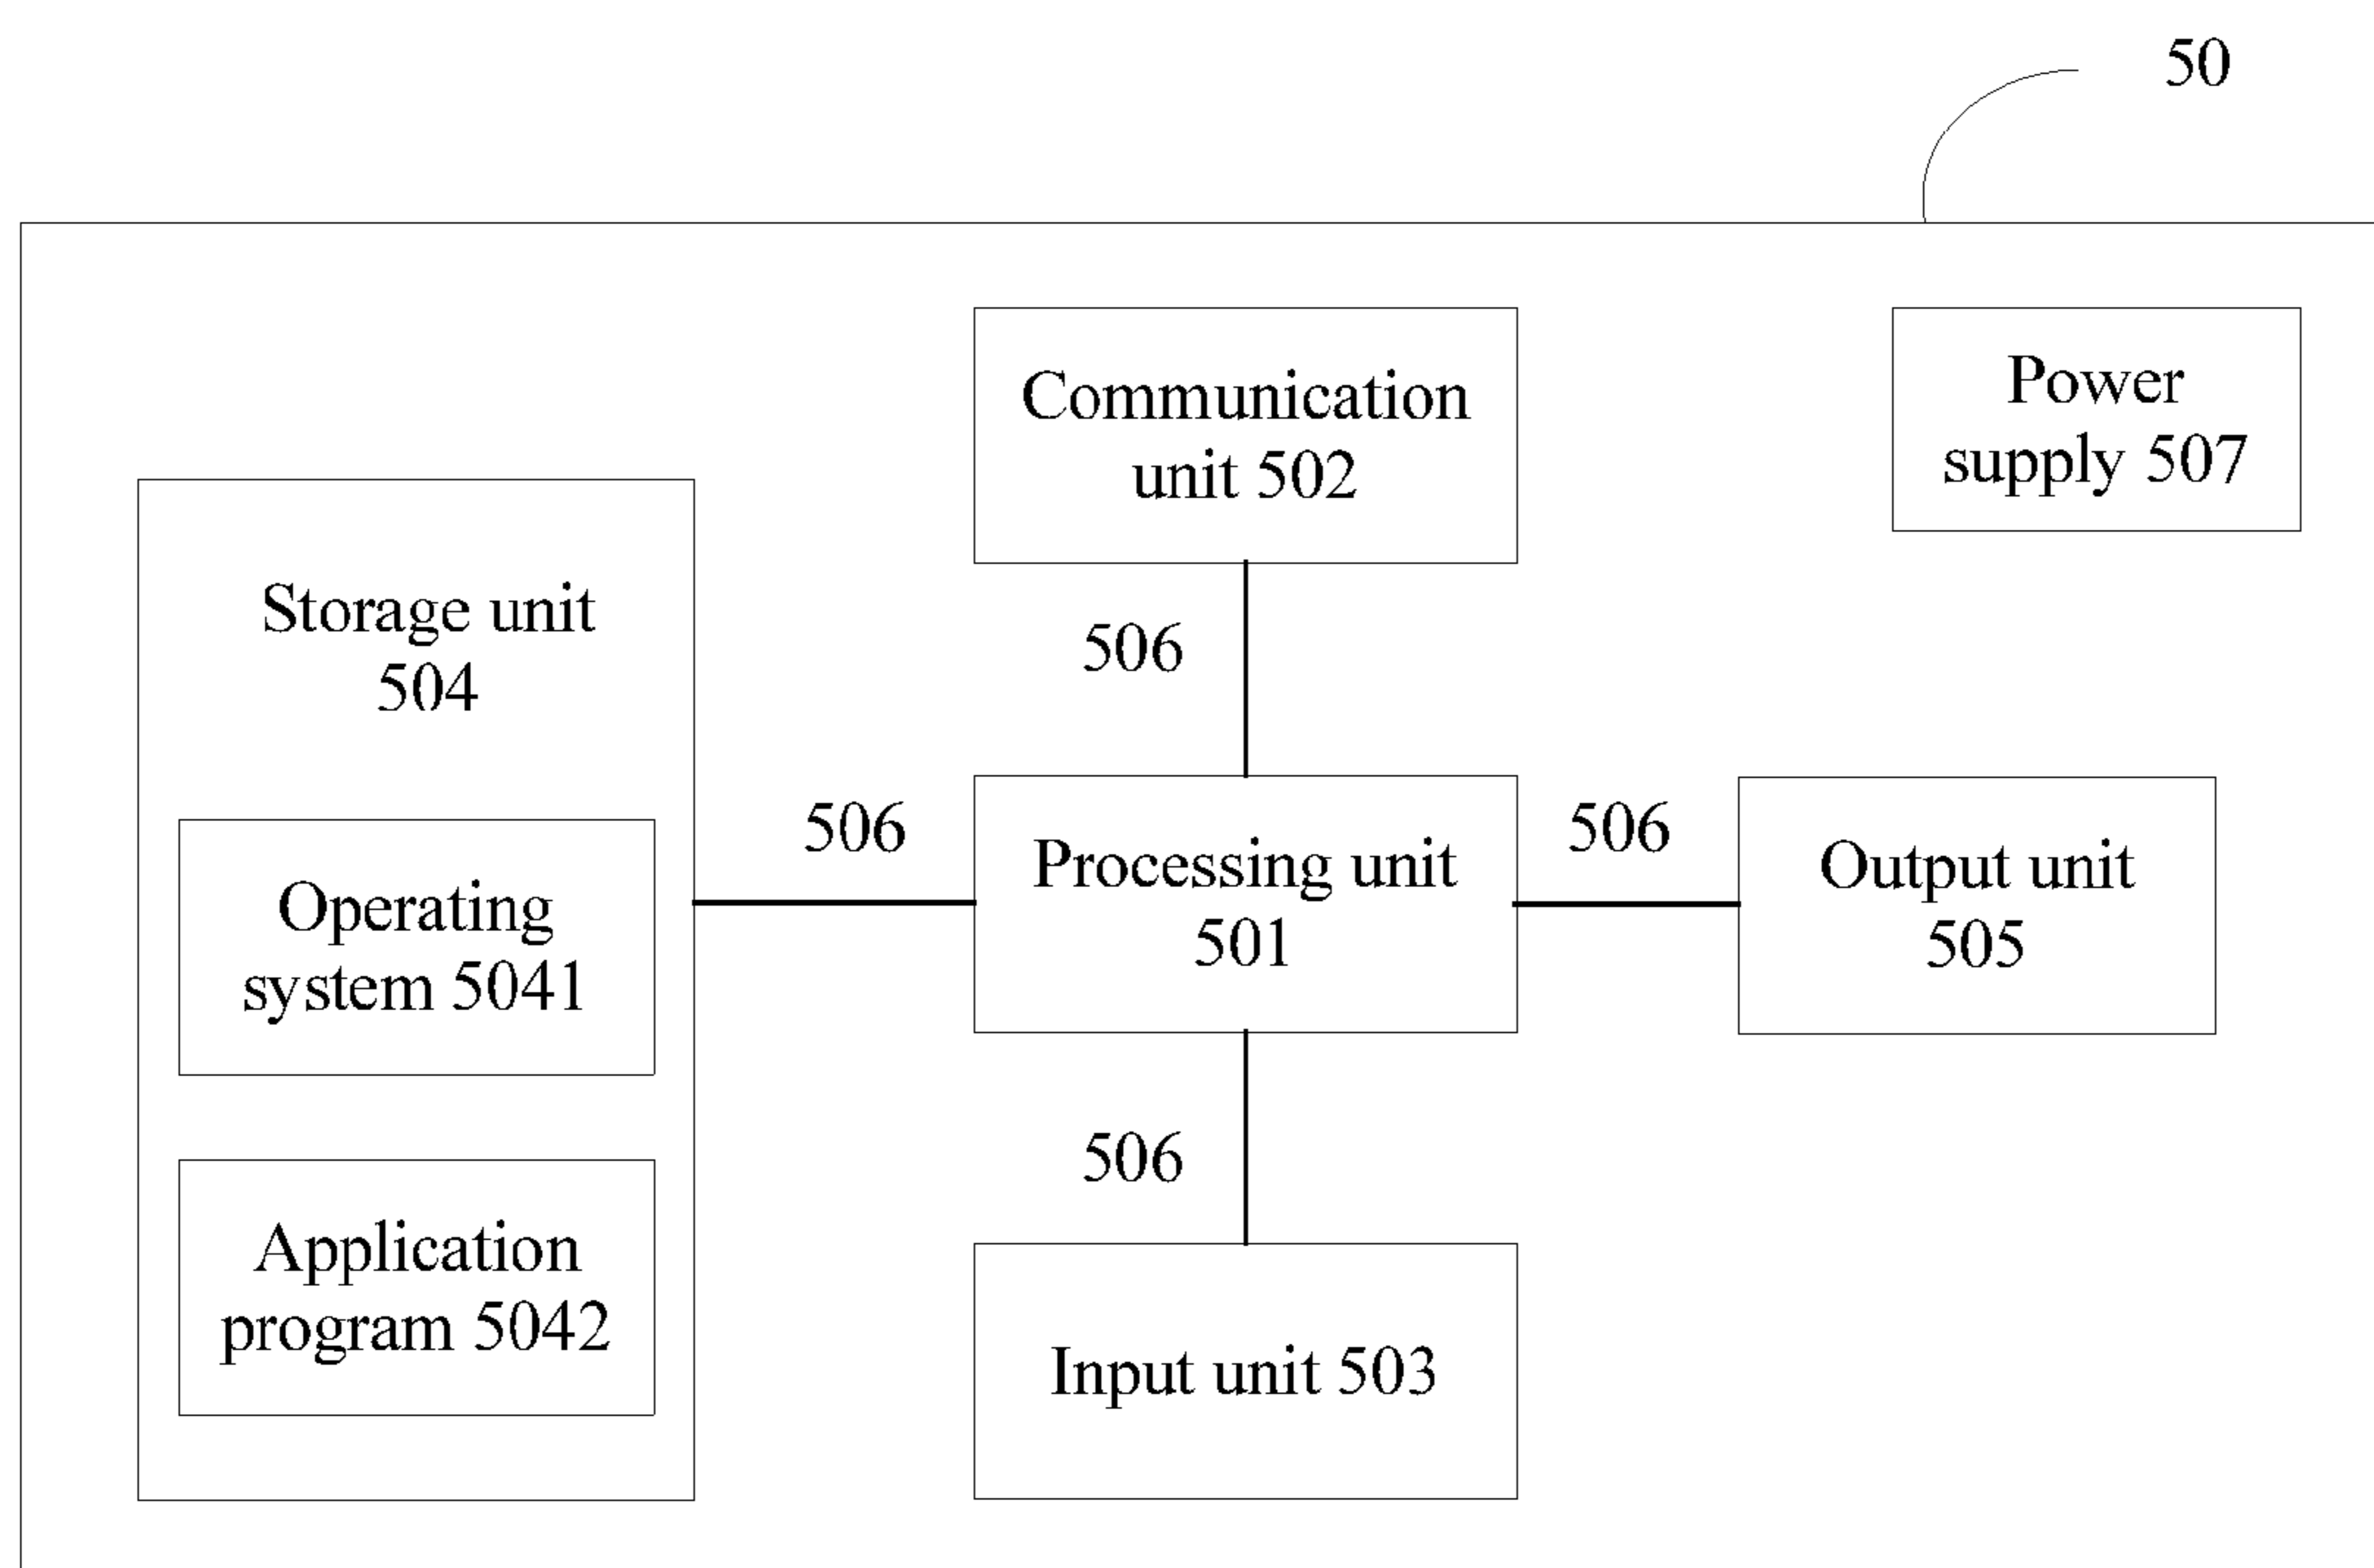 50
Communication
unit 502
Power
supply 507
Storage unit
504
506
506
506
Processing unit
501
Output unit
505
Operating
system 5041
506
Application
program 5042
Input unit 503